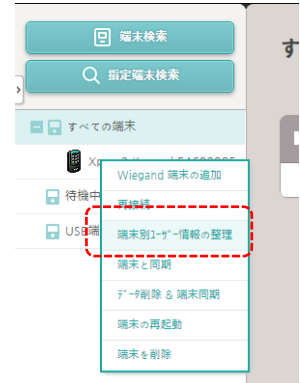 端末検索
指定端末検索
す
すべての端末
Wiegand 端末の追加
待機中
再接続
USB端
端末別ﾕｰｻﾞｰ情報の整理
端末と同期
ﾃﾞｰﾀ削除 & 端末同期
端末の再起動
端末を削除